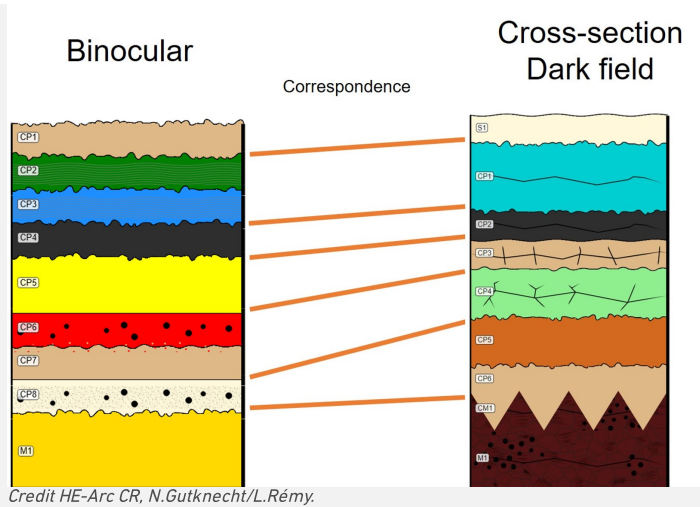 Binocular
Correspondence
Cross-section
Dark field
CP1
CP2
CP3
CP4
CP5
CP6
CP7
CP8
M1
S1
CP1
CP2
CP3
CP4
CP5
CP6
CM1
M1
Credit HE-Arc CR, N.Gutknecht/L.Rémy.